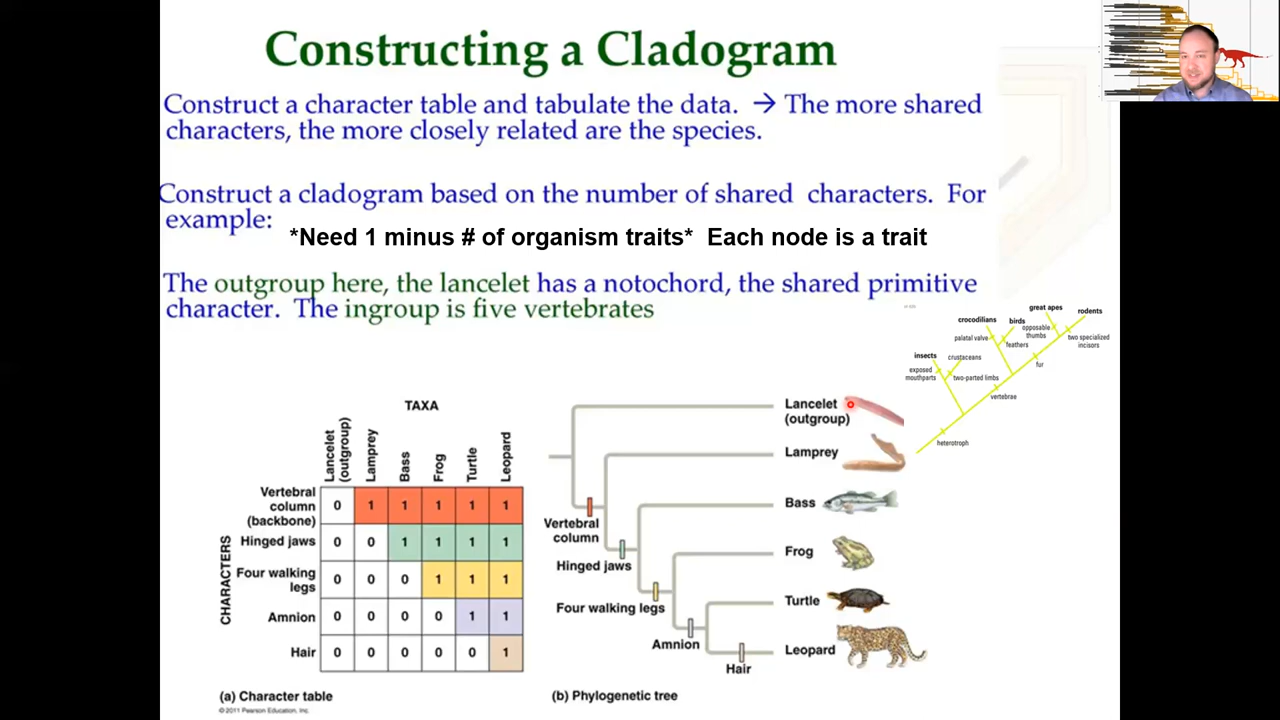 Constructing a Cladogram
Construct a character table and tabulate the data. → The more shared
characters, the more closely related are the species.
Construct a cladogram based on the number of shared characters. For
example:
*Need 1 minus # of organism traits* Each node is a trait
The outgroup here, the lancelet has a notochord, the shared primitive
character. The ingroup is five vertebrates
great apes
rodents
crocodilians
birds
opposable
thumbs
palatal valve
feathers
two specialized
incisors
insects
crustaceans
fur
exposed
mouthparts
two-parted limbs
vertebrae
heterotroph
TAXA
Lancelet
(outgroup)
Lamprey
Bass
Frog
Turtle
Leopard
CHARACTERS
Vertebral
column
(backbone)
0 1 1 1 1 1
Hinged jaws
0 0 1 1 1 1
Four walking
legs
0 0 0 1 1 1
Amnion
0 0 0 0 1 1
Hair
0 0 0 0 0 1
(a) Character table
© 2011 Pearson Education, Inc.
Lancelet
(outgroup)
Lamprey
Bass
Frog
Turtle
Leopard
Vertebral
column
Hinged jaws
Four walking legs
Amnion
Hair
(b) Phylogenetic tree